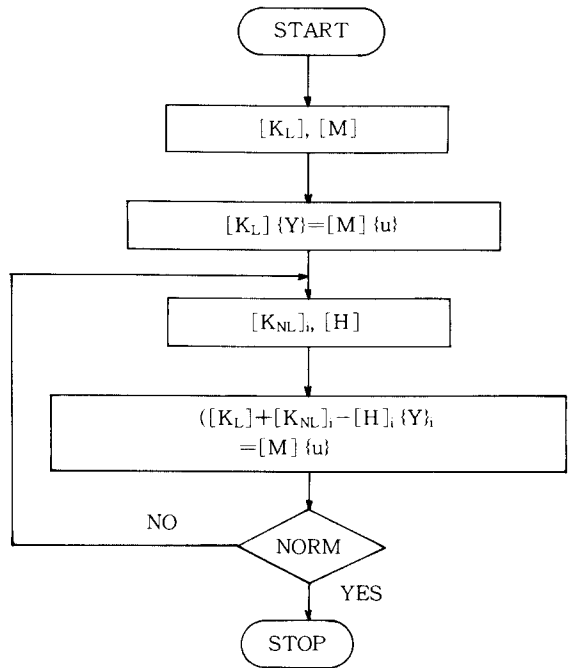 START
[K_L], [M]
[K_L] {Y}=[M] {u}
[K_NL]_i, [H]
([K_L]+[K_NL]_i−[H]_i {Y}_i
=[M] {u}
NO
NORM
YES
STOP